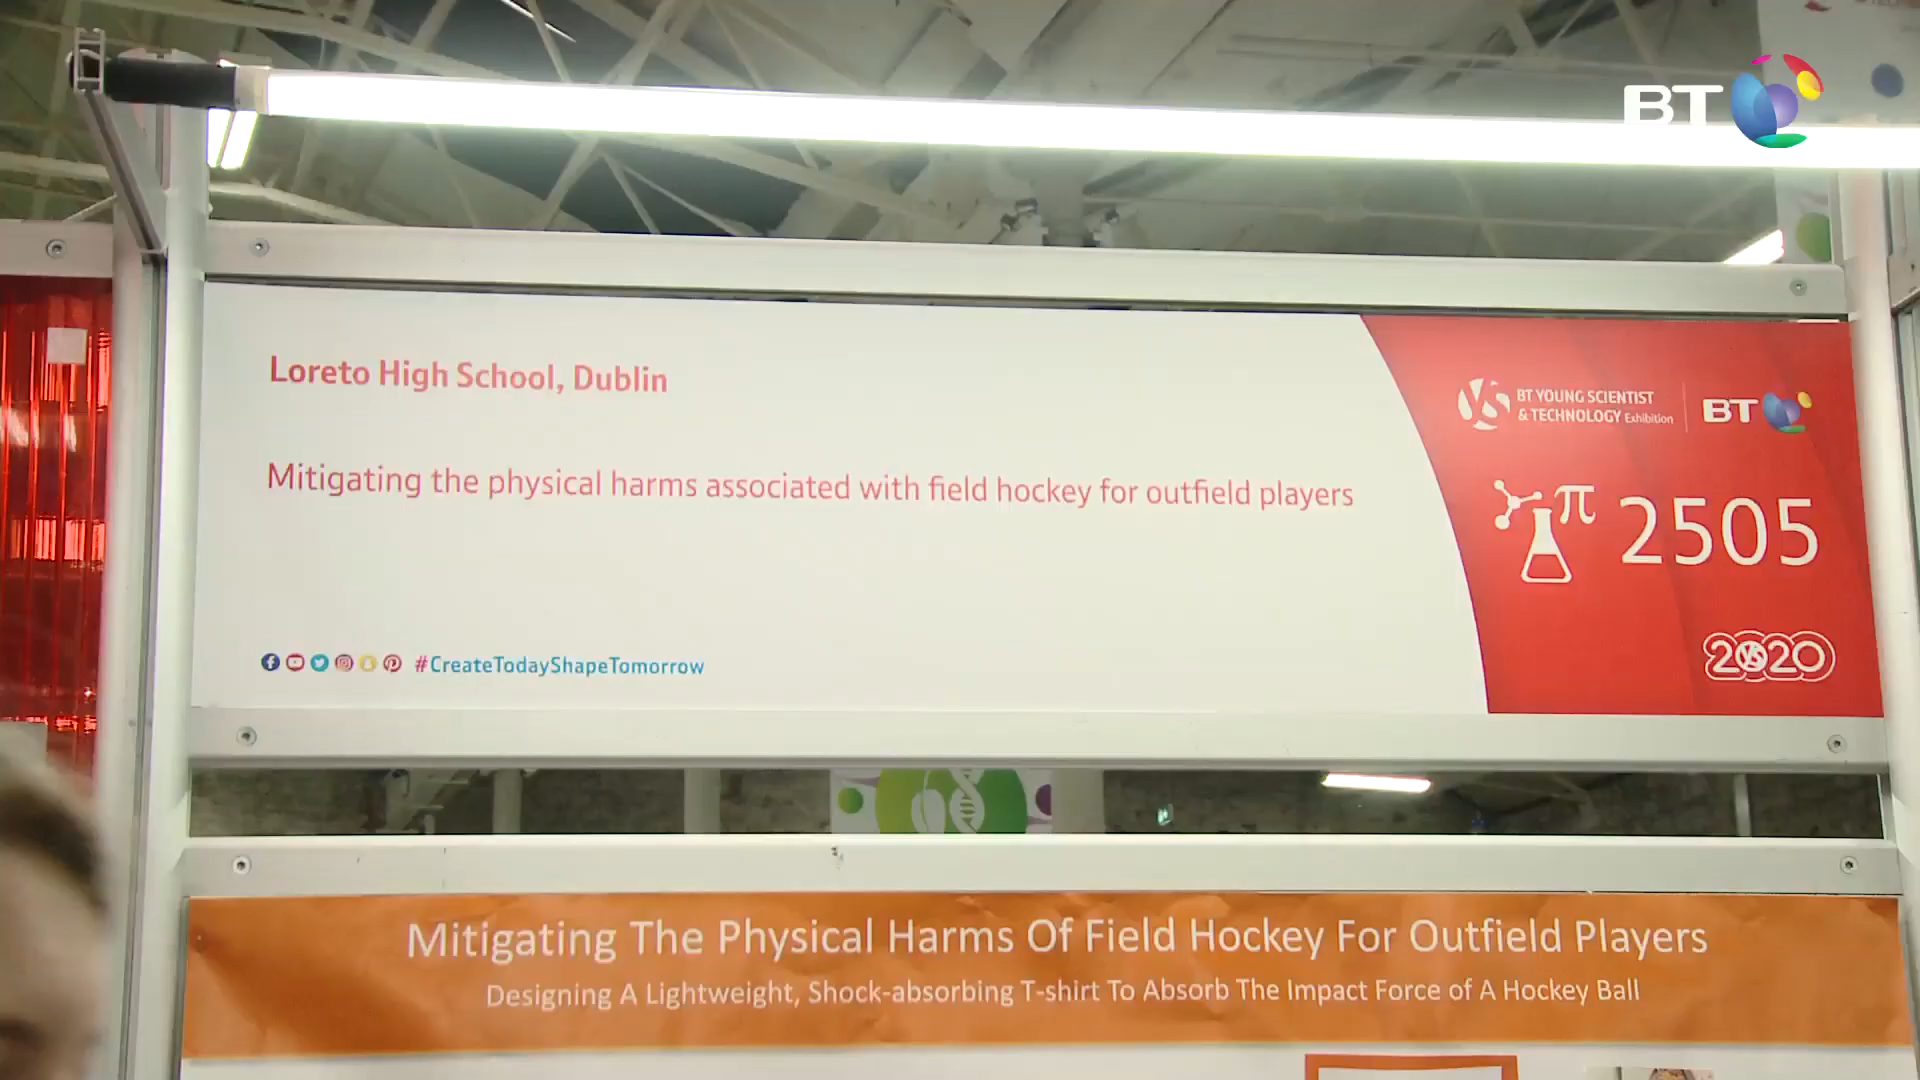 BT
Loreto High School, Dublin
Mitigating the physical harms associated with field hockey for outfield players
#CreateTodayShapeTomorrow
BT YOUNG SCIENTIST
& TECHNOLOGY Exhibition
BT
π 2505
2020
Mitigating The Physical Harms Of Field Hockey For Outfield Players
Designing A Lightweight, Shock-absorbing T-shirt To Absorb The Impact Force of A Hockey Ball